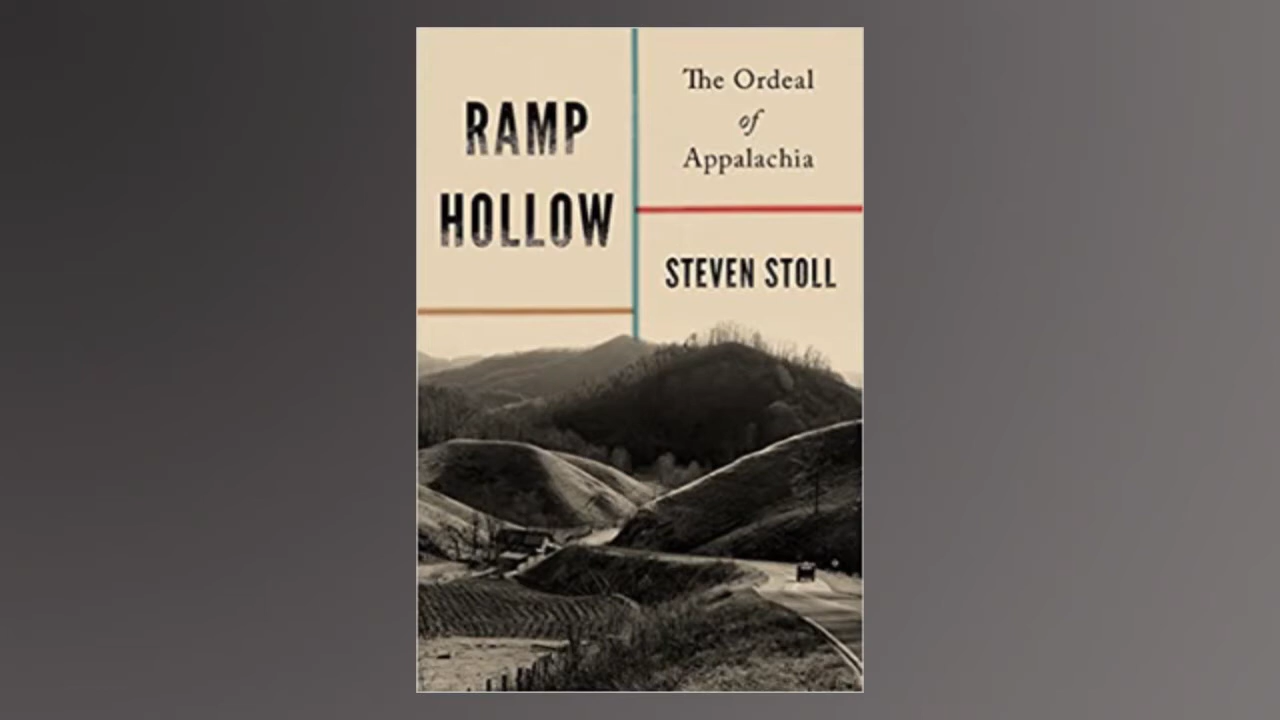 RAMP
HOLLOW
The Ordeal
of
Appalachia
STEVEN STOLL